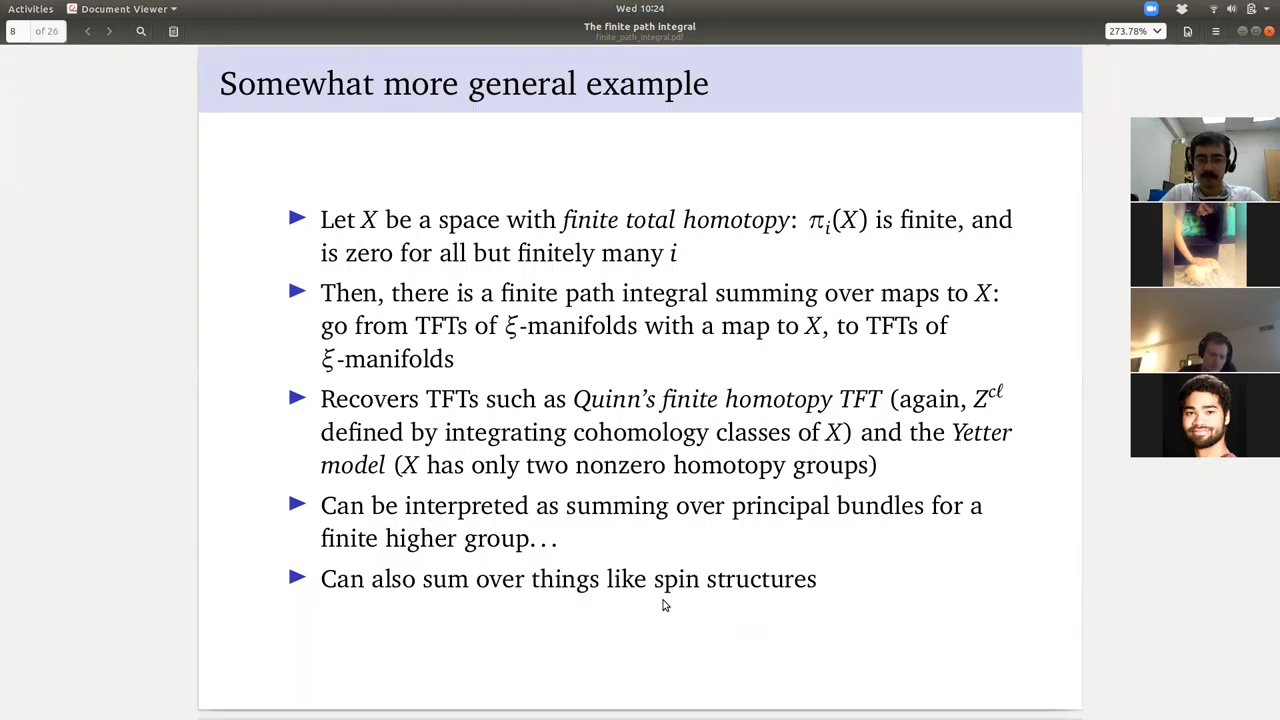 Activities
Document Viewer
Wed 10:24
8
of 26
The finite path integral
finite_path_integral.pdf
273.78%
Somewhat more general example
Let X be a space with finite total homotopy: πᵢ(X) is finite, and
is zero for all but finitely many i
Then, there is a finite path integral summing over maps to X:
go from TFTs of ξ-manifolds with a map to X, to TFTs of
ξ-manifolds
Recovers TFTs such as Quinn's finite homotopy TFT (again, Z^cℓ
defined by integrating cohomology classes of X) and the Yetter
model (X has only two nonzero homotopy groups)
Can be interpreted as summing over principal bundles for a
finite higher group...
Can also sum over things like spin structures